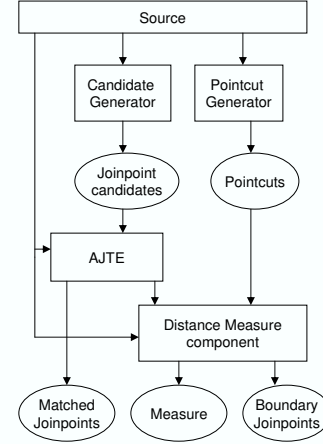 Source
Candidate
Generator
Pointcut
Generator
Joinpoint
candidates
Pointcuts
AJTE
Distance Measure
component
Matched
Joinpoints
Measure
Boundary
Joinpoints